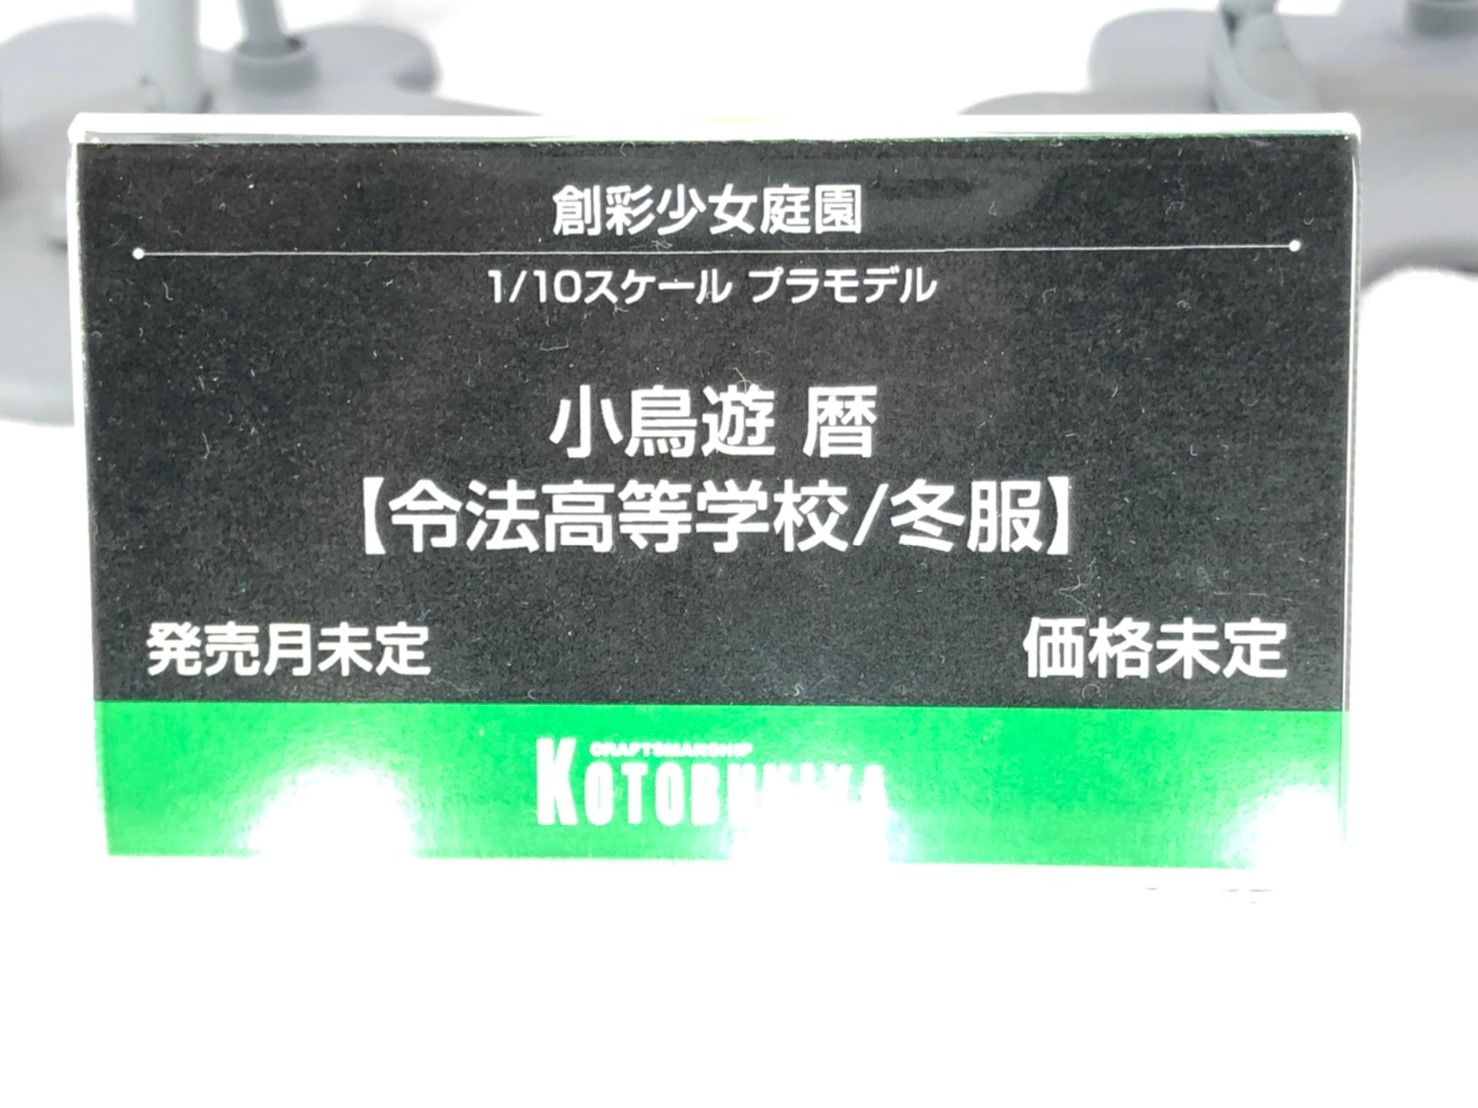 創彩少女庭園
1/10スケール プラモデル
小鳥遊 暦
【令法高等学校/冬服】
発売月未定
価格未定
CRAFTSMANSHIP
KOTOBUKIYA